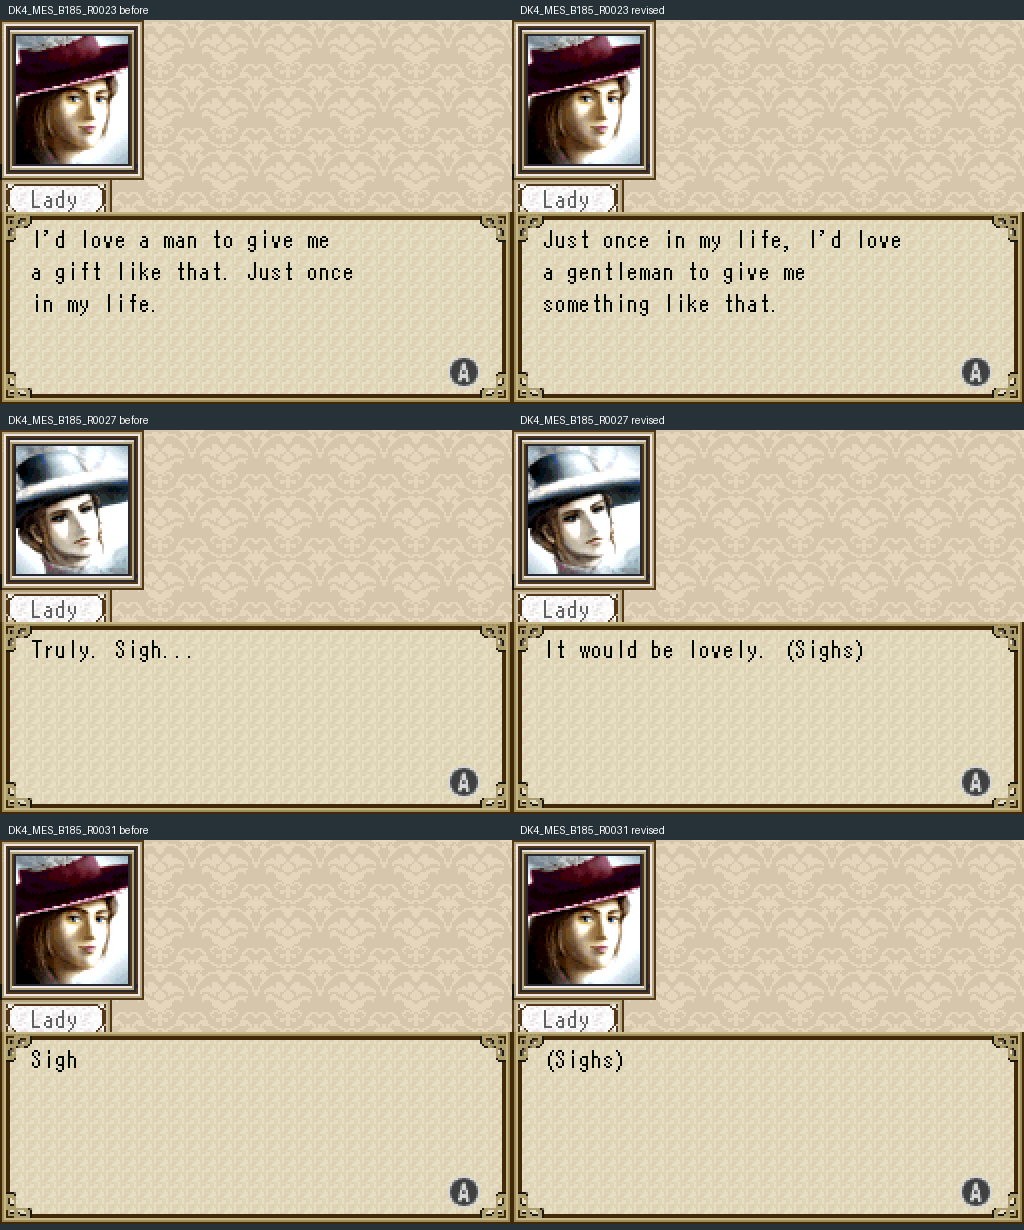 DK4_MES_B185_R0023 before
Lady
I'd love a man to give me
a gift like that. Just once
in my life.
A
DK4_MES_B185_R0023 revised
Lady
Just once in my life, I'd love
a gentleman to give me
something like that.
A
DK4_MES_B185_R0027 before
Lady
Truly. Sigh...
A
DK4_MES_B185_R0027 revised
Lady
It would be lovely. (Sighs)
A
DK4_MES_B185_R0031 before
Lady
Sigh
A
DK4_MES_B185_R0031 revised
Lady
(Sighs)
A